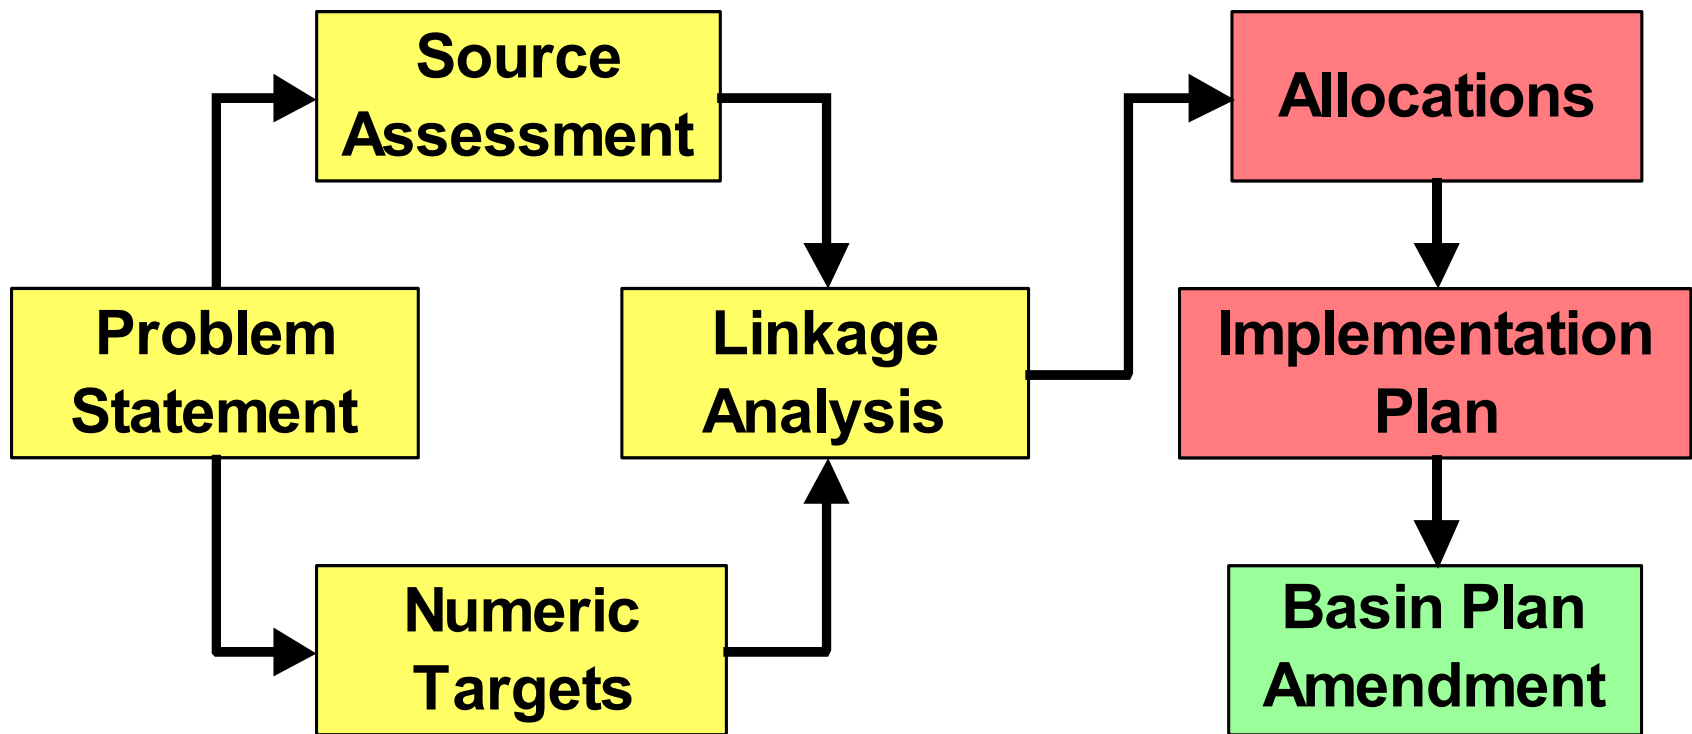 Source
Assessment
Allocations
Problem
Statement
Linkage
Analysis
Implementation
Plan
Numeric
Targets
Basin Plan
Amendment